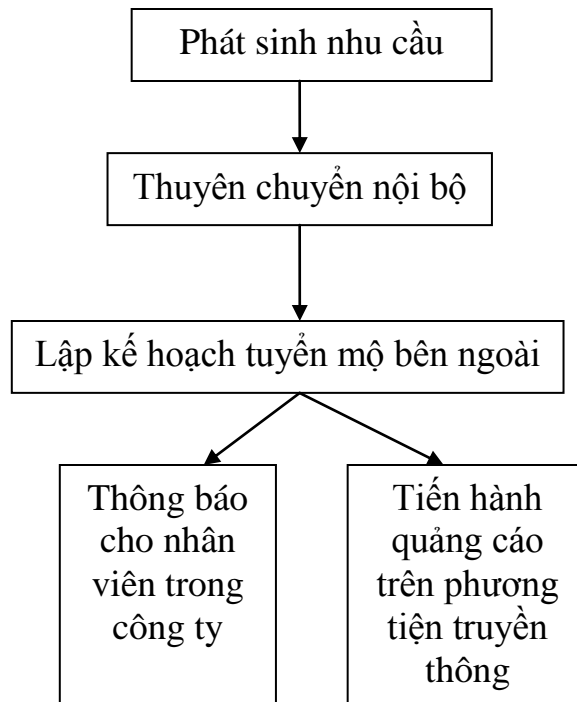 Phát sinh nhu cầu
Thuyên chuyển nội bộ
Lập kế hoạch tuyển mộ bên ngoài
Thông báo
cho nhân
viên trong
công ty
Tiến hành
quảng cáo
trên phương
tiện truyền
thông